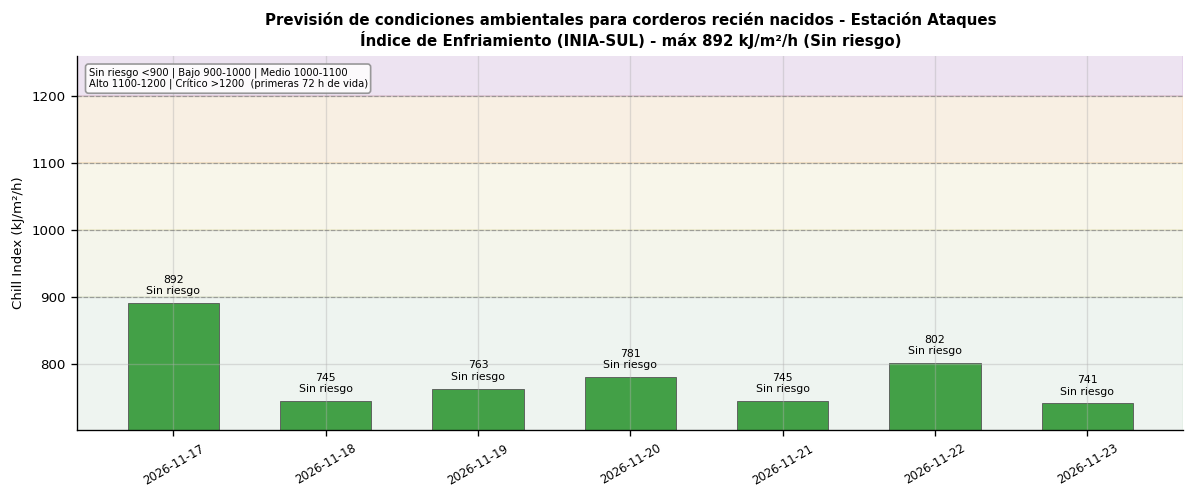 Previsión de condiciones ambientales para corderos recién nacidos - Estación Ataques
Índice de Enfriamiento (INIA-SUL) - máx 892 kJ/m²/h (Sin riesgo)
Sin riesgo <900 | Bajo 900-1000 | Medio 1000-1100
Alto 1100-1200 | Crítico >1200  (primeras 72 h de vida)
Chill Index (kJ/m²/h)
1200
1100
1000
900
800
892
Sin riesgo
745
Sin riesgo
763
Sin riesgo
781
Sin riesgo
745
Sin riesgo
802
Sin riesgo
741
Sin riesgo
2026-11-17
2026-11-18
2026-11-19
2026-11-20
2026-11-21
2026-11-22
2026-11-23